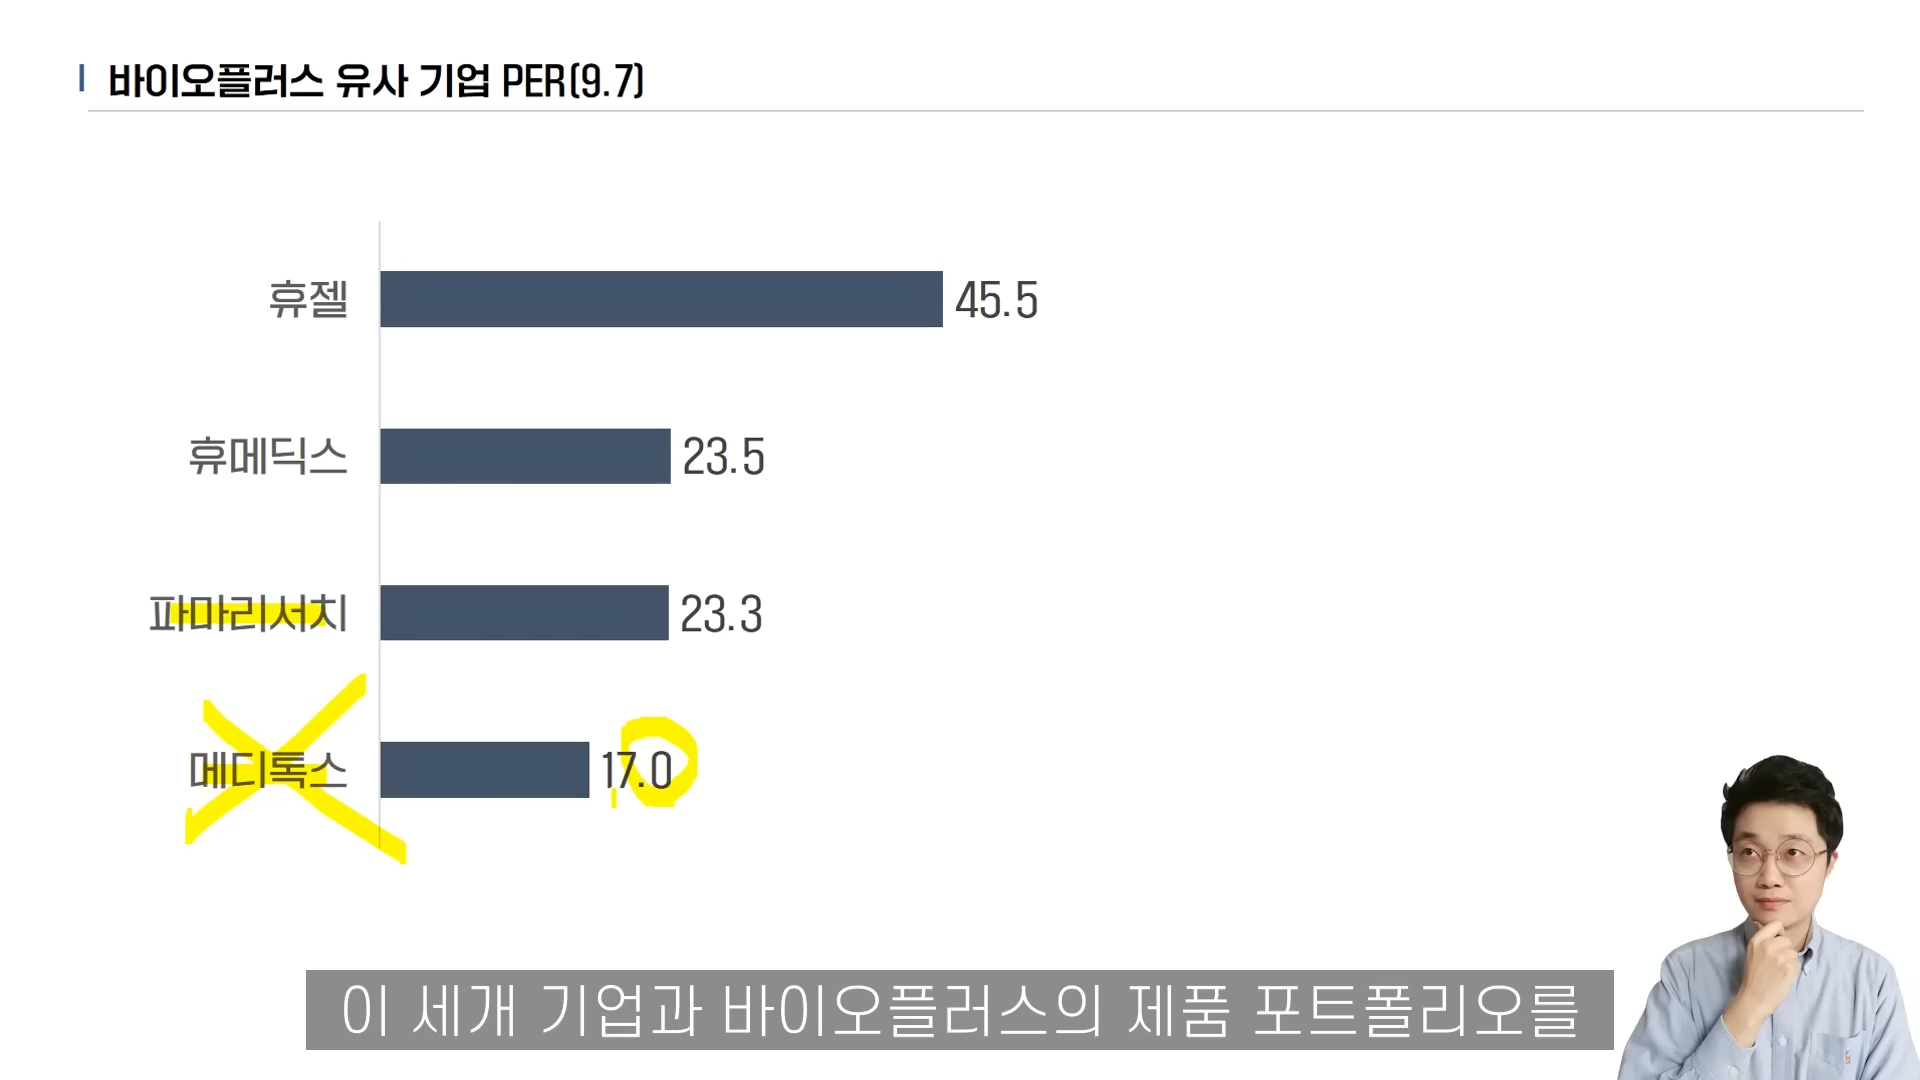 바이오플러스 유사 기업 PER(9.7)
휴젤 45.5
휴메딕스 23.5
파마리서치 23.3
메디톡스 17.0
이 세개 기업과 바이오플러스의 제품 포트폴리오를